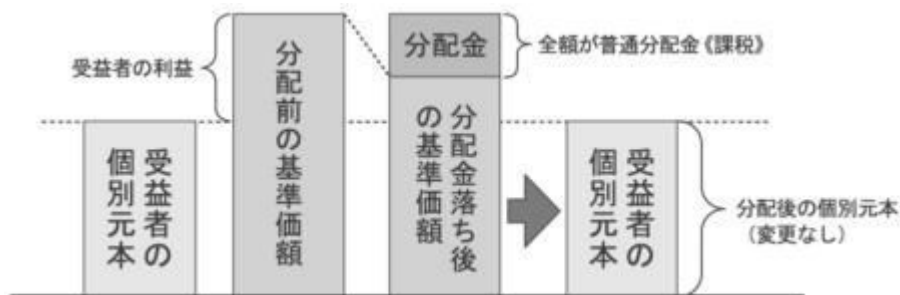 受益者の利益
受益者の
個別元本
分配前の基準価額
分配金
全額が普通分配金《課税》
分配金落ち後
の基準価額
受益者の
個別元本
分配後の個別元本
（変更なし）